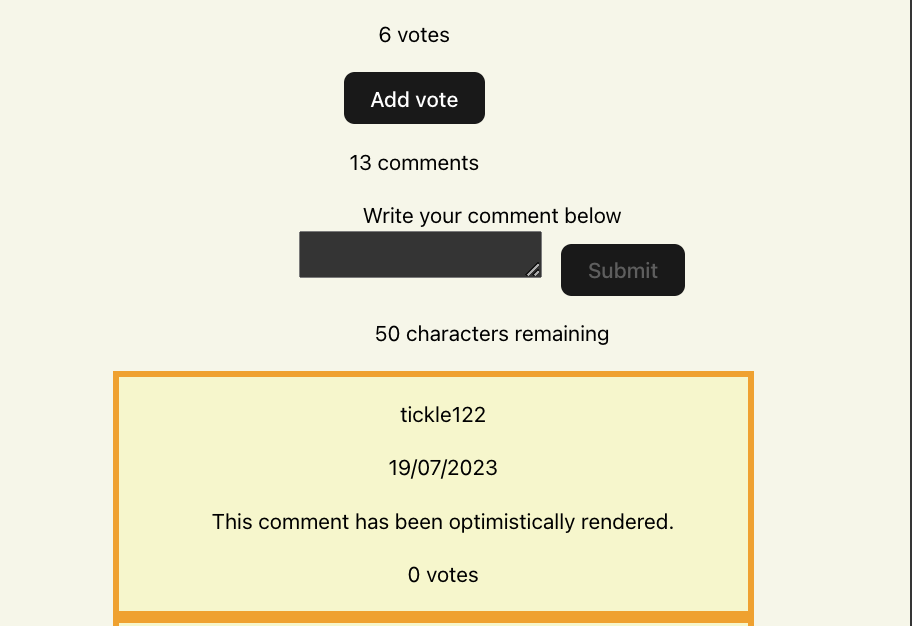 6 votes
Add vote
13 comments
Write your comment below
Submit
50 characters remaining
tickle122
19/07/2023
This comment has been optimistically rendered.
0 votes